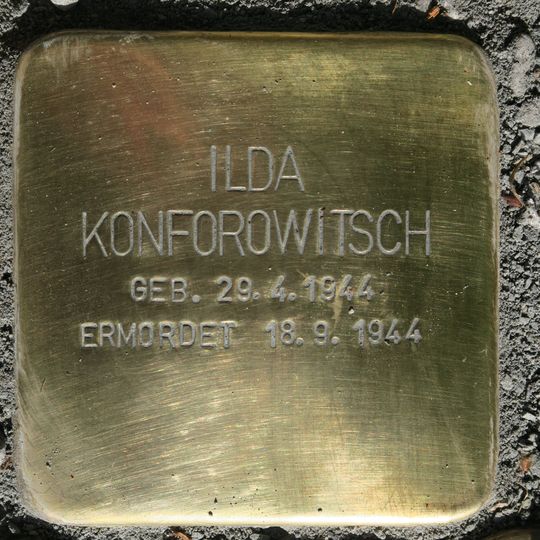 ILDA
KONFOROWITSCH
GEB. 29.4.1944
ERMORDET 18.9.1944